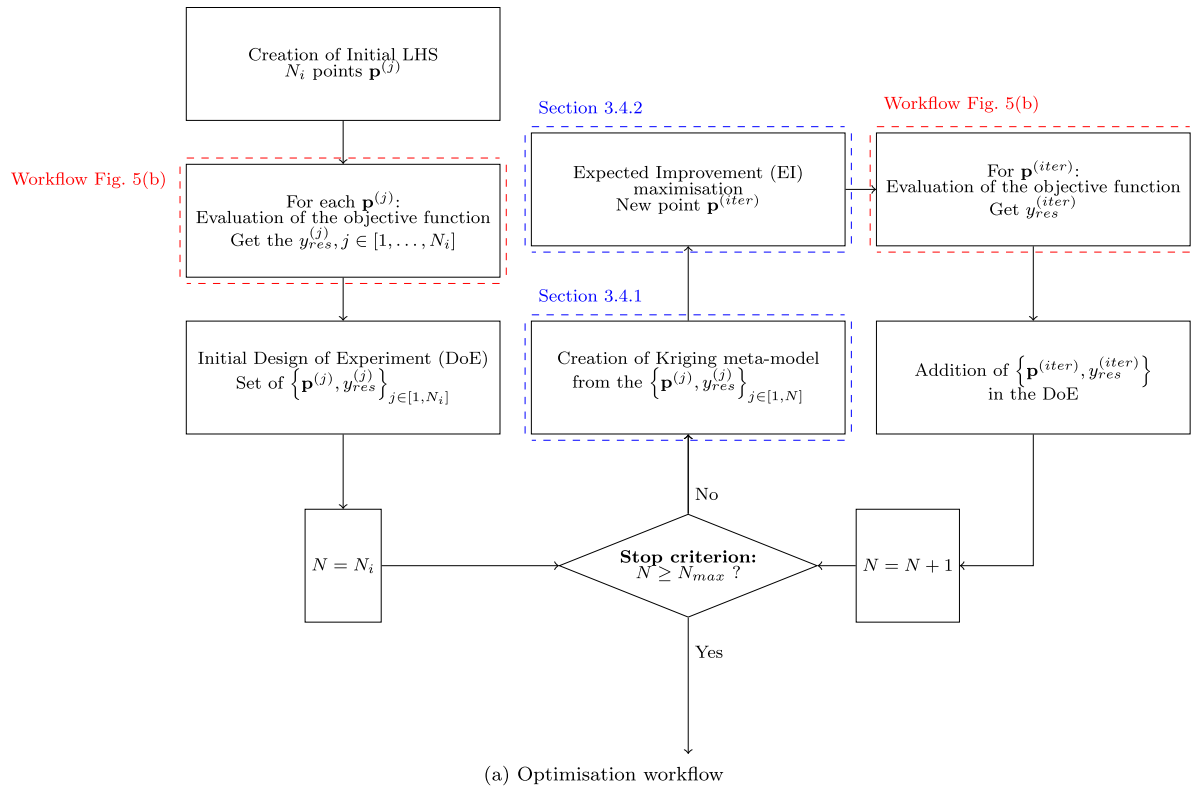 Creation of Initial LHS
N_i points p^(j)
Workflow Fig. 5(b)
For each p^(j):
Evaluation of the objective function
Get the y_res^(j), j ∈ [1, . . . , N_i]
Initial Design of Experiment (DoE)
Set of {p^(j), y_res^(j)}_{j∈[1,N_i]}
N = N_i
Section 3.4.2
Expected Improvement (EI)
maximisation
New point p^(iter)
Section 3.4.1
Creation of Kriging meta-model
from the {p^(j), y_res^(j)}_{j∈[1,N]}
No
Stop criterion:
N ≥ N_max ?
Yes
Workflow Fig. 5(b)
For p^(iter):
Evaluation of the objective function
Get y_res^(iter)
Addition of {p^(iter), y_res^(iter)}
in the DoE
N = N + 1
(a) Optimisation workflow